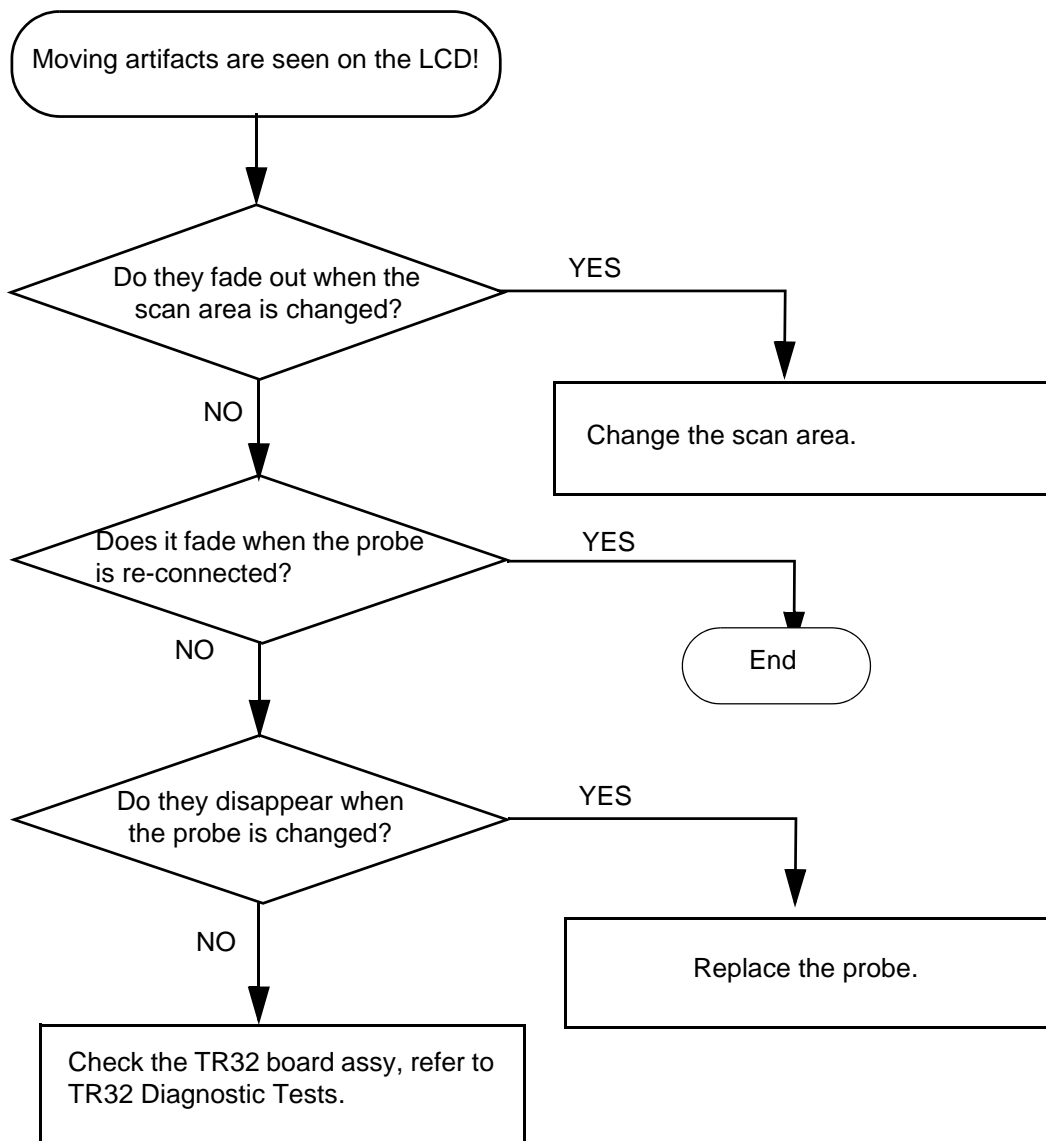 Moving artifacts are seen on the LCD!
Do they fade out when the
scan area is changed?
YES
NO
Change the scan area.
Does it fade when the probe
is re-connected?
YES
NO
End
Do they disappear when
the probe is changed?
YES
NO
Replace the probe.
Check the TR32 board assy, refer to
TR32 Diagnostic Tests.